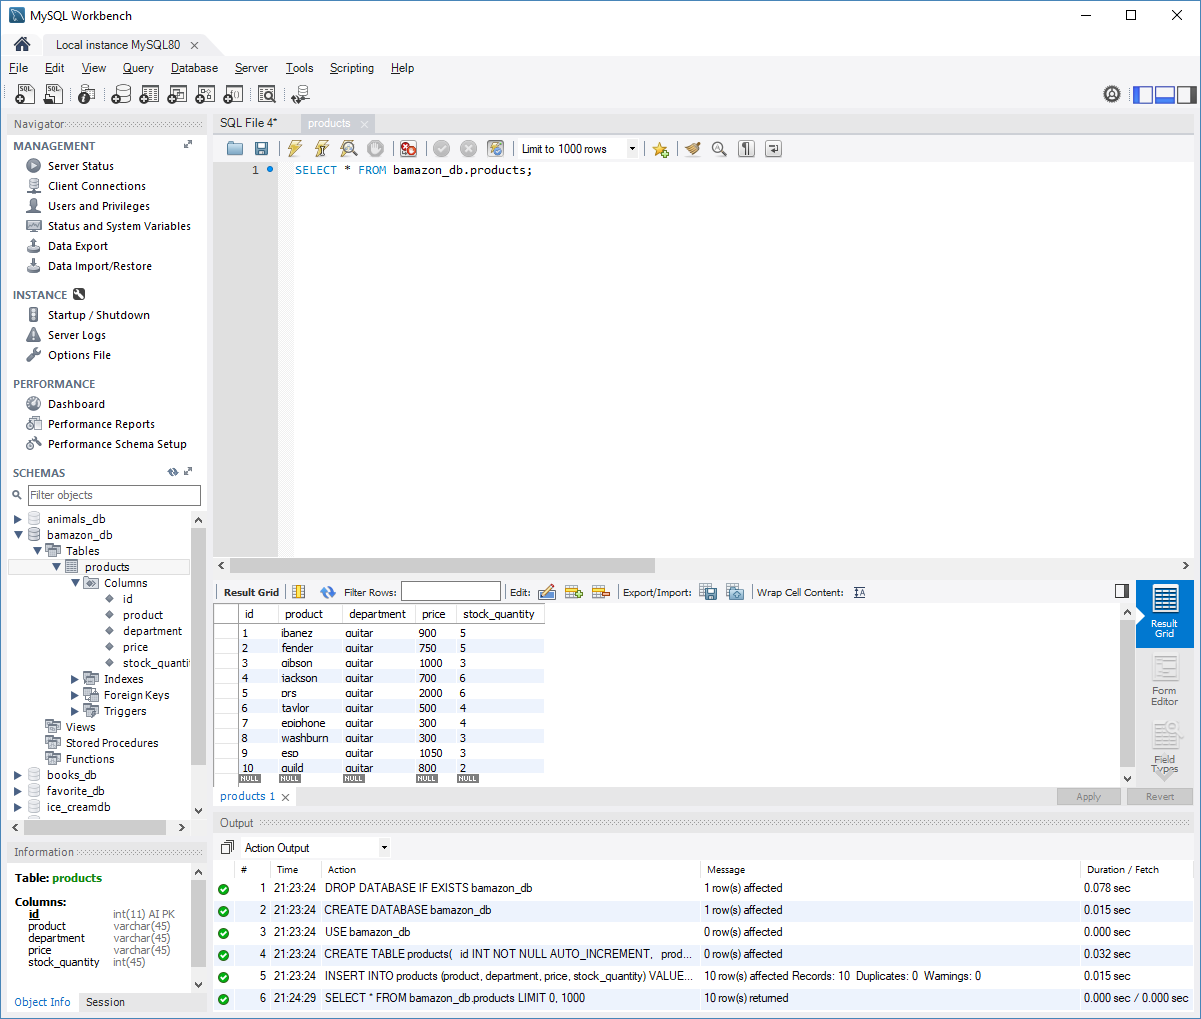 MySQL Workbench
Local instance MySQL80
File Edit View Query Database Server Tools Scripting Help
Navigator
MANAGEMENT
Server Status
Client Connections
Users and Privileges
Status and System Variables
Data Export
Data Import/Restore
INSTANCE
Startup / Shutdown
Server Logs
Options File
PERFORMANCE
Dashboard
Performance Reports
Performance Schema Setup
SCHEMAS
Filter objects
animals_db
bamazon_db
Tables
products
Columns
id
product
department
price
stock_quantit
Indexes
Foreign Keys
Triggers
Views
Stored Procedures
Functions
books_db
favorite_db
ice_creamdb
Information
Table: products
Columns:
id int(11) AI PK
product varchar(45)
department varchar(45)
price varchar(45)
stock_quantity int(45)
Object Info Session
SQL File 4* products
Limit to 1000 rows
1 SELECT * FROM bamazon_db.products;
Result Grid Filter Rows: Edit: Export/Import: Wrap Cell Content:
id product department price stock_quantity
1 ibanez guitar 900 5
2 fender guitar 750 5
3 gibson guitar 1000 3
4 jackson guitar 700 6
5 prs guitar 2000 6
6 taylor guitar 500 4
7 epiphone guitar 300 4
8 washburn guitar 300 3
9 esp guitar 1050 3
10 guild guitar 800 2
NULL NULL NULL NULL NULL
Result
Grid
Form
Editor
Field
Types
products 1
Apply Revert
Output
Action Output
# Time Action Message Duration / Fetch
1 21:23:24 DROP DATABASE IF EXISTS bamazon_db 1 row(s) affected 0.078 sec
2 21:23:24 CREATE DATABASE bamazon_db 1 row(s) affected 0.015 sec
3 21:23:24 USE bamazon_db 0 row(s) affected 0.000 sec
4 21:23:24 CREATE TABLE products( id INT NOT NULL AUTO_INCREMENT, prod... 0 row(s) affected 0.032 sec
5 21:23:24 INSERT INTO products (product, department, price, stock_quantity) VALUE... 10 row(s) affected Records: 10 Duplicates: 0 Warnings: 0 0.015 sec
6 21:24:29 SELECT * FROM bamazon_db.products LIMIT 0, 1000 10 row(s) returned 0.000 sec / 0.000 sec